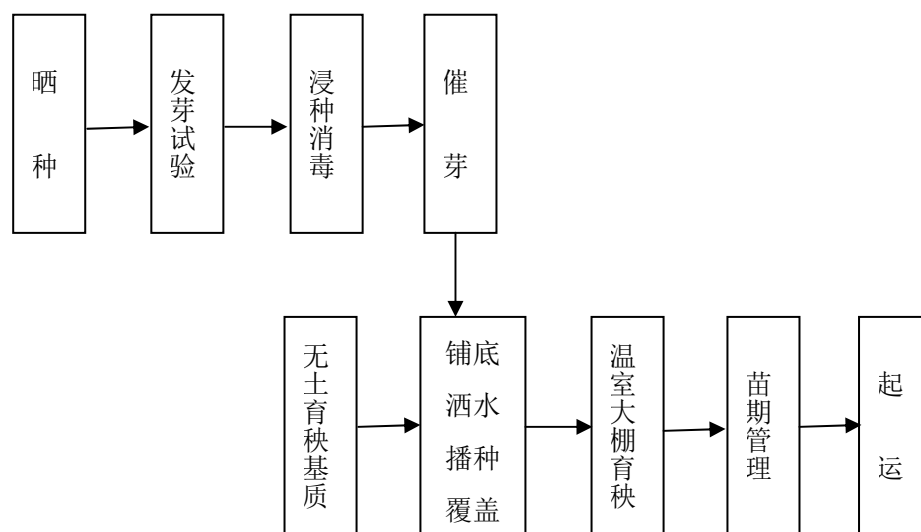 晒种
发芽试验
浸种消毒
催芽
无土育秧基质
铺底
洒水
播种
覆盖
温室大棚育秧
苗期管理
起运